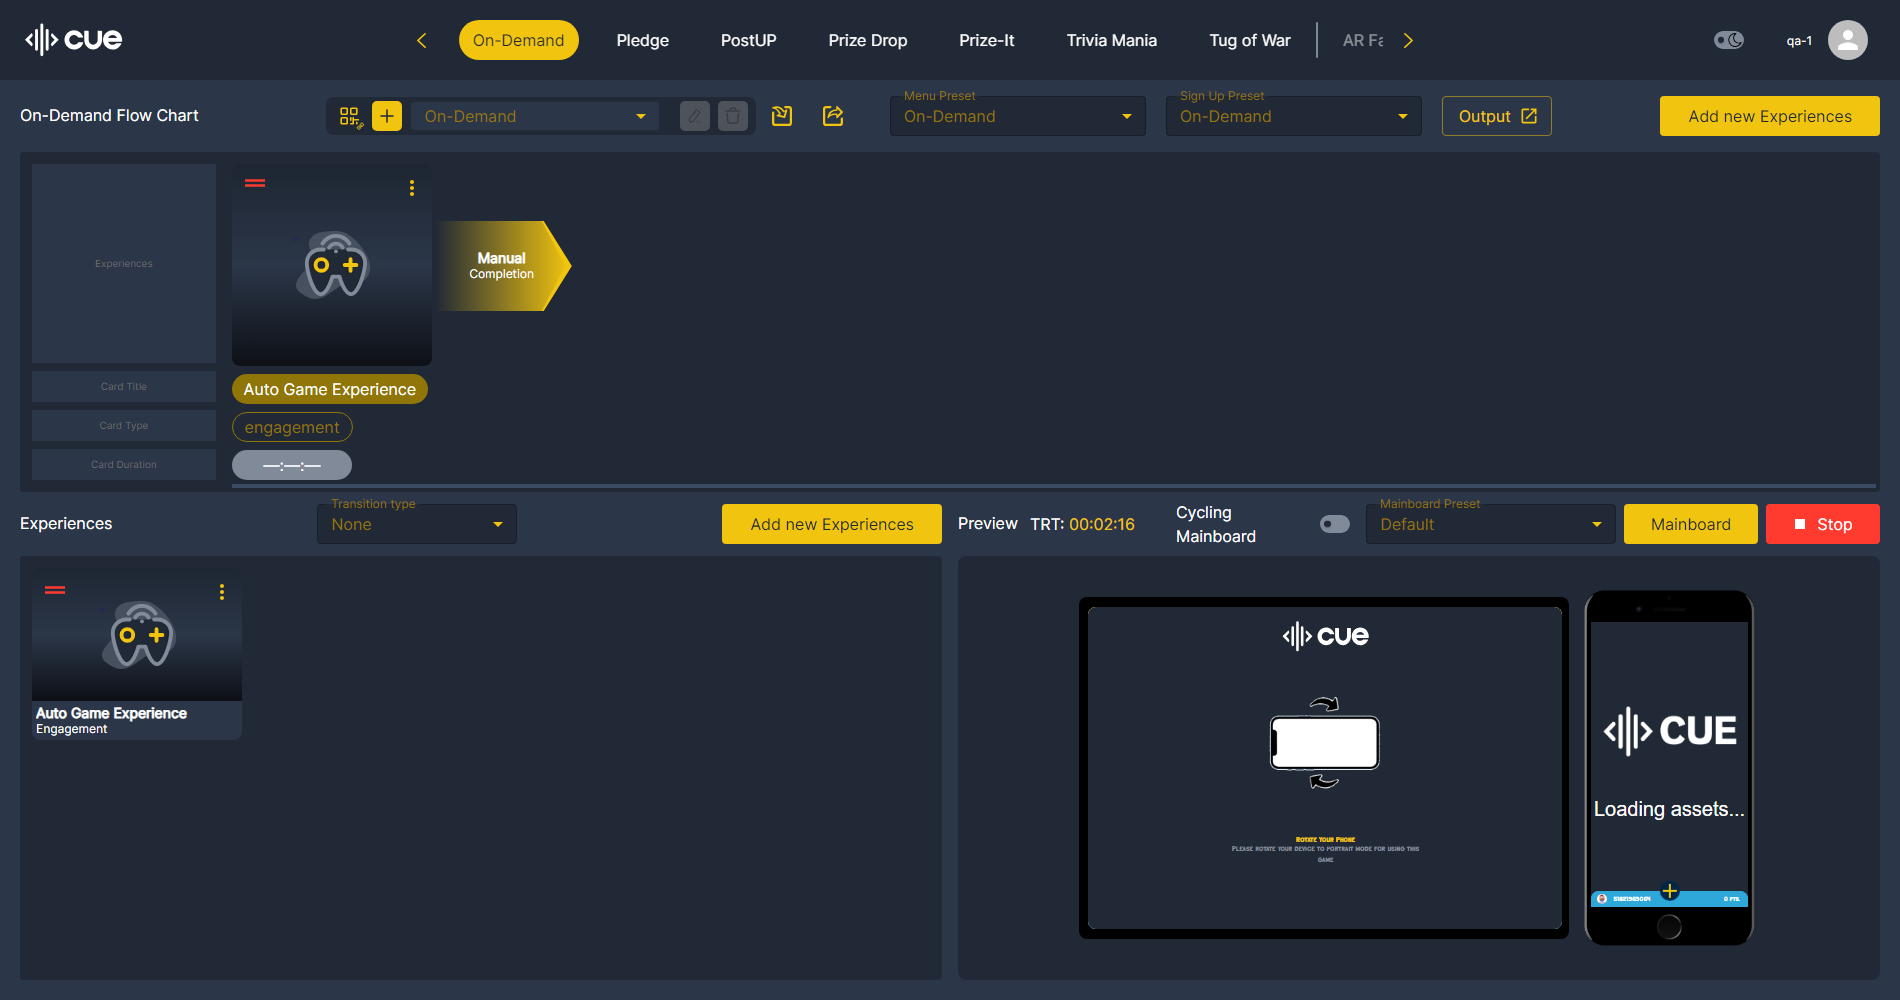 cue
On-Demand
Pledge
PostUP
Prize Drop
Prize-It
Trivia Mania
Tug of War
AR Fa
qa-1
On-Demand Flow Chart
On-Demand
Menu Preset
On-Demand
Sign Up Preset
On-Demand
Output
Add new Experiences
Experiences
Manual
Completion
Card Title
Auto Game Experience
Card Type
engagement
Card Duration
—:—:—
Experiences
Transition type
None
Add new Experiences
Preview
TRT: 00:02:16
Cycling
Mainboard
Mainboard Preset
Default
Mainboard
Stop
Auto Game Experience
Engagement
cue
Rotate Your Phone
Please rotate your device to portrait mode for using this
game
CUE
Loading assets...
0 PTS.